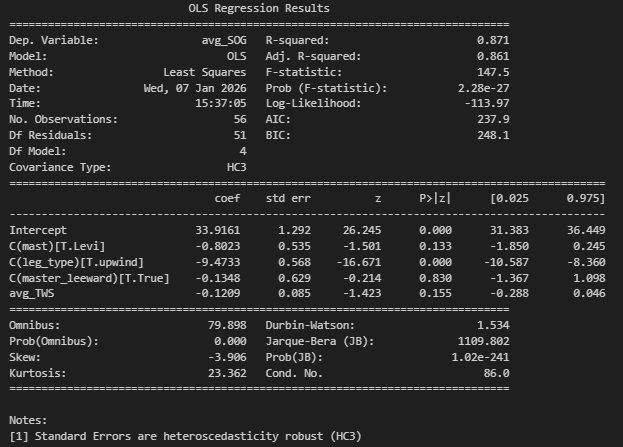 OLS Regression Results
==============================================================================
Dep. Variable: avg_SOG R-squared: 0.871
Model: OLS Adj. R-squared: 0.861
Method: Least Squares F-statistic: 147.5
Date: Wed, 07 Jan 2026 Prob (F-statistic): 2.28e-27
Time: 15:37:05 Log-Likelihood: -113.97
No. Observations: 56 AIC: 237.9
Df Residuals: 51 BIC: 248.1
Df Model: 4
Covariance Type: HC3
==============================================================================================
coef std err z P>|z| [0.025 0.975]
----------------------------------------------------------------------------------------------
Intercept 33.9161 1.292 26.245 0.000 31.383 36.449
C(mast)[T.Levi] -0.8023 0.535 -1.501 0.133 -1.850 0.245
C(leg_type)[T.upwind] -9.4733 0.568 -16.671 0.000 -10.587 -8.360
C(master_leeward)[T.True] -0.1348 0.629 -0.214 0.830 -1.367 1.098
avg_TWS -0.1209 0.085 -1.423 0.155 -0.288 0.046
==============================================================================
Omnibus: 79.898 Durbin-Watson: 1.534
Prob(Omnibus): 0.000 Jarque-Bera (JB): 1109.802
Skew: -3.906 Prob(JB): 1.02e-241
Kurtosis: 23.362 Cond. No. 86.0
==============================================================================
Notes:
[1] Standard Errors are heteroscedasticity robust (HC3)